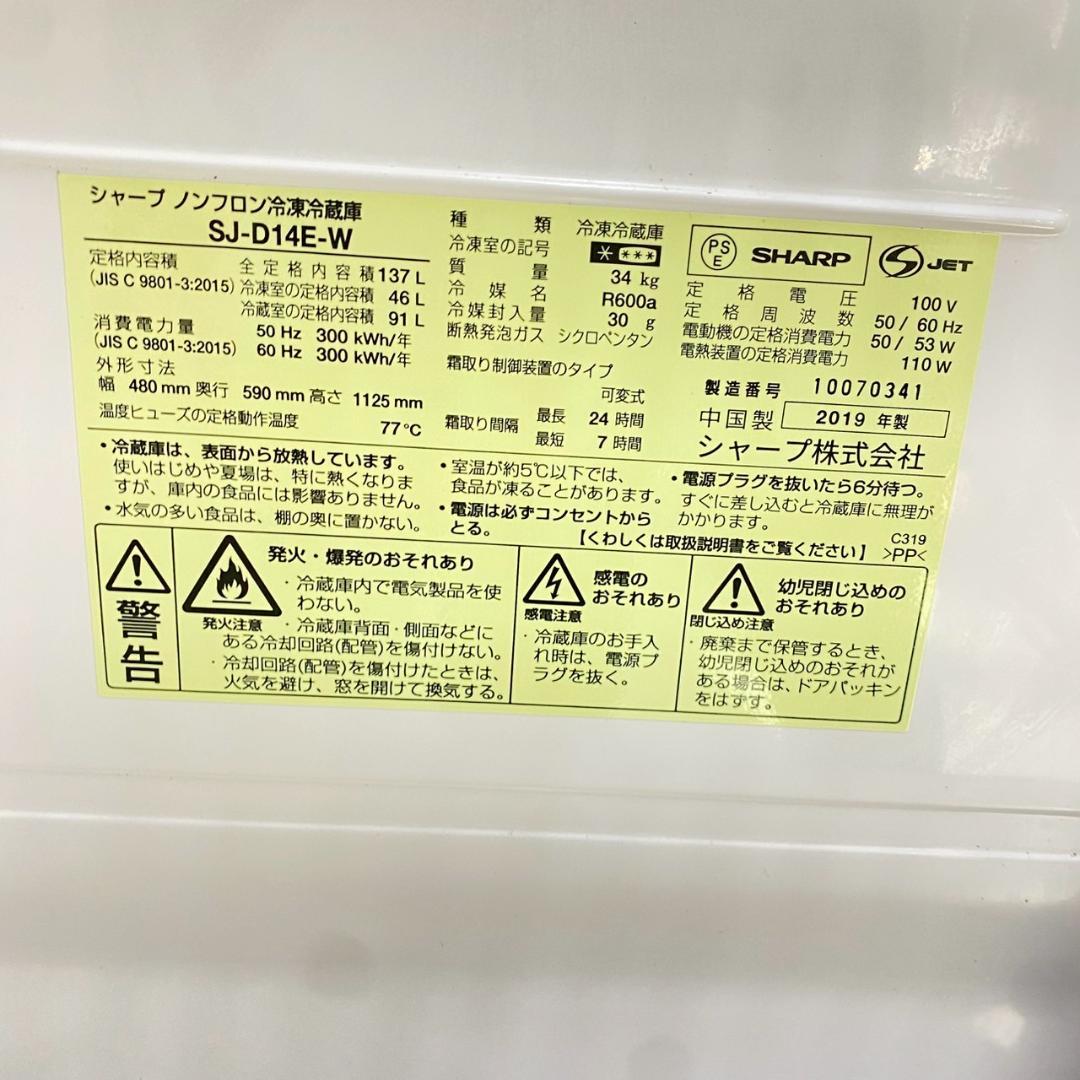 シャープ ノンフロン冷凍冷蔵庫
SJ-D14E-W
定格内容積
(JIS C 9801-3:2015)
全定格内容積 137 L
冷凍室の定格内容積 46 L
冷蔵室の定格内容積 91 L
消費電力量
(JIS C 9801-3:2015)
50 Hz 300 kWh/年
60 Hz 300 kWh/年
外形寸法
幅 480 mm 奥行 590 mm 高さ 1125 mm
温度ヒューズの定格動作温度 77℃
種類 冷凍冷蔵庫
冷凍室の記号
質量 34 kg
冷媒名 R600a
冷媒封入量 30 g
断熱発泡ガス シクロペンタン
霜取り制御装置のタイプ
可変式
霜取り間隔 最長 24 時間
最短 7 時間
PS
E
SHARP
S JET
定格電圧 100 V
定格周波数 50 / 60 Hz
電動機の定格消費電力 50 / 53 W
電熱装置の定格消費電力 110 W
製造番号 10070341
中国製 2019 年製
シャープ株式会社
・冷蔵庫は、表面から放熱しています。
使いはじめや夏場は、特に熱くなりま
すが、庫内の食品には影響ありません。
・水気の多い食品は、棚の奥に置かない。
・室温が約5℃以下では、
食品が凍ることがあります。
・電源は必ずコンセントから
とる。
・電源プラグを抜いたら6分待つ。
すぐに差し込むと冷蔵庫に無理が
かかります。
【くわしくは取扱説明書をご覧ください】
C319
>PP<
警告
発火注意
発火・爆発のおそれあり
・冷蔵庫内で電気製品を使
わない。
・冷蔵庫背面・側面などに
ある冷却回路(配管)を傷付けない。
・冷却回路(配管)を傷付けたときは、
火気を避け、窓を開けて換気する。
感電注意
感電の
おそれあり
・冷蔵庫のお手入
れ時は、電源プ
ラグを抜く。
閉じ込め注意
幼児閉じ込めの
おそれあり
・廃棄まで保管するとき、
幼児閉じ込めのおそれが
ある場合は、ドアパッキン
をはずす。